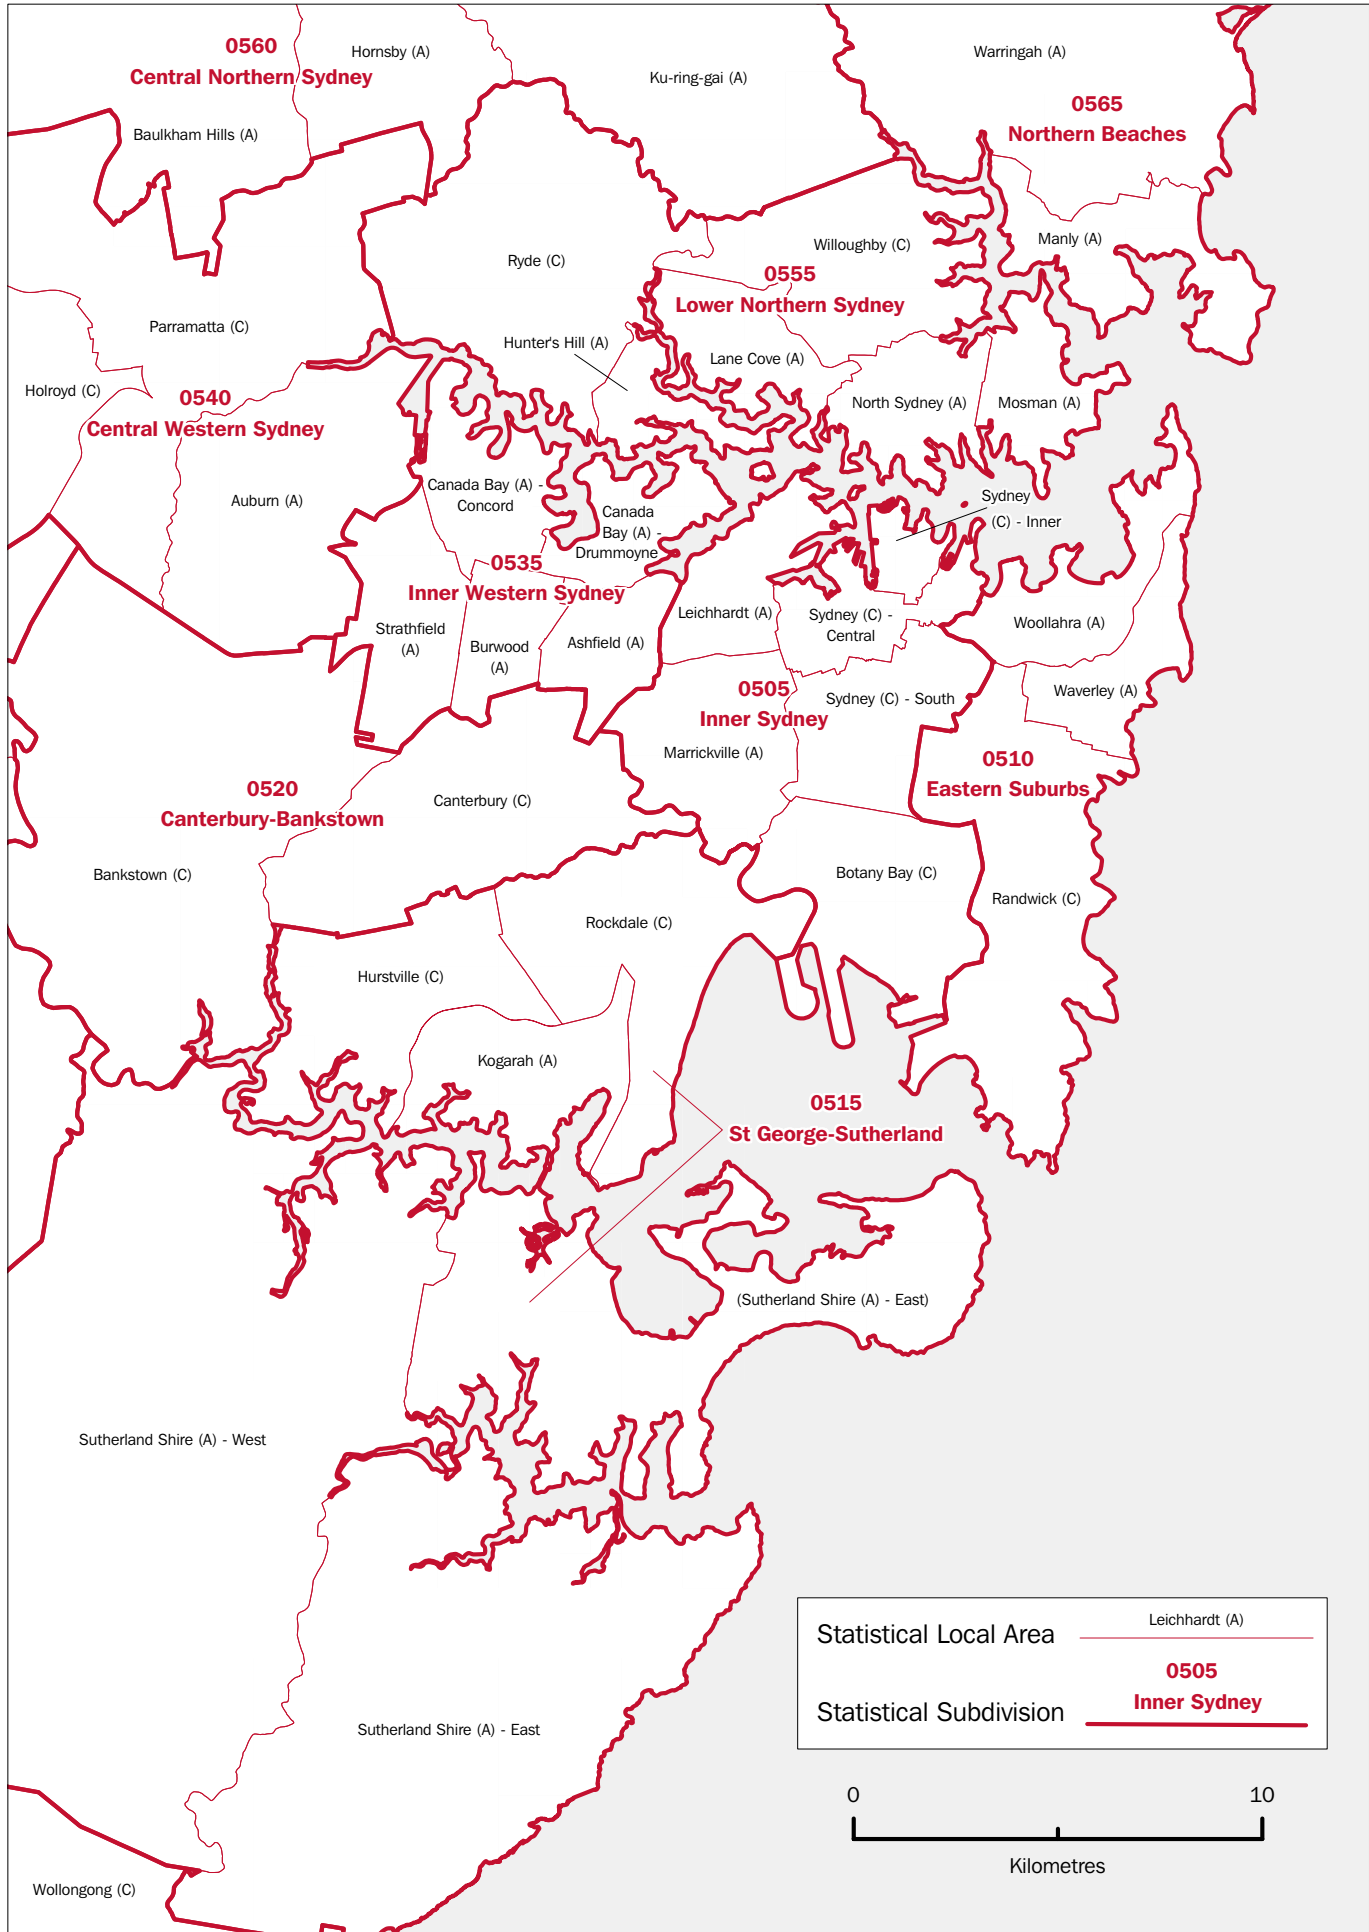 0560
Central Northern Sydney
Hornsby (A)
Ku-ring-gai (A)
Warringah (A)
0565
Northern Beaches
Baulkham Hills (A)
Ryde (C)
Willoughby (C)
Manly (A)
0555
Lower Northern Sydney
Parramatta (C)
Hunter's Hill (A)
Lane Cove (A)
Holroyd (C)
0540
Central Western Sydney
North Sydney (A)
Mosman (A)
Auburn (A)
Canada Bay (A) -
Concord
Canada
Bay (A) -
Drummoyne
Sydney
(C) - Inner
0535
Inner Western Sydney
Strathfield
(A)
Burwood
(A)
Ashfield (A)
Leichhardt (A)
Sydney (C) -
Central
Woollahra (A)
0505
Inner Sydney
Sydney (C) - South
Waverley (A)
Marrickville (A)
0510
Eastern Suburbs
0520
Canterbury-Bankstown
Canterbury (C)
Bankstown (C)
Botany Bay (C)
Randwick (C)
Rockdale (C)
Hurstville (C)
Kogarah (A)
0515
St George-Sutherland
(Sutherland Shire (A) - East)
Sutherland Shire (A) - West
Sutherland Shire (A) - East
Wollongong (C)
Statistical Local Area
Leichhardt (A)
Statistical Subdivision
0505
Inner Sydney
0
10
Kilometres